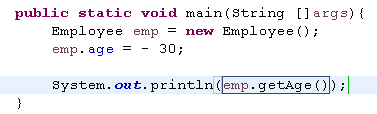 public static void main(String []args){
Employee emp = new Employee();
emp.age = - 30;
System.out.println(emp.getAge());
}